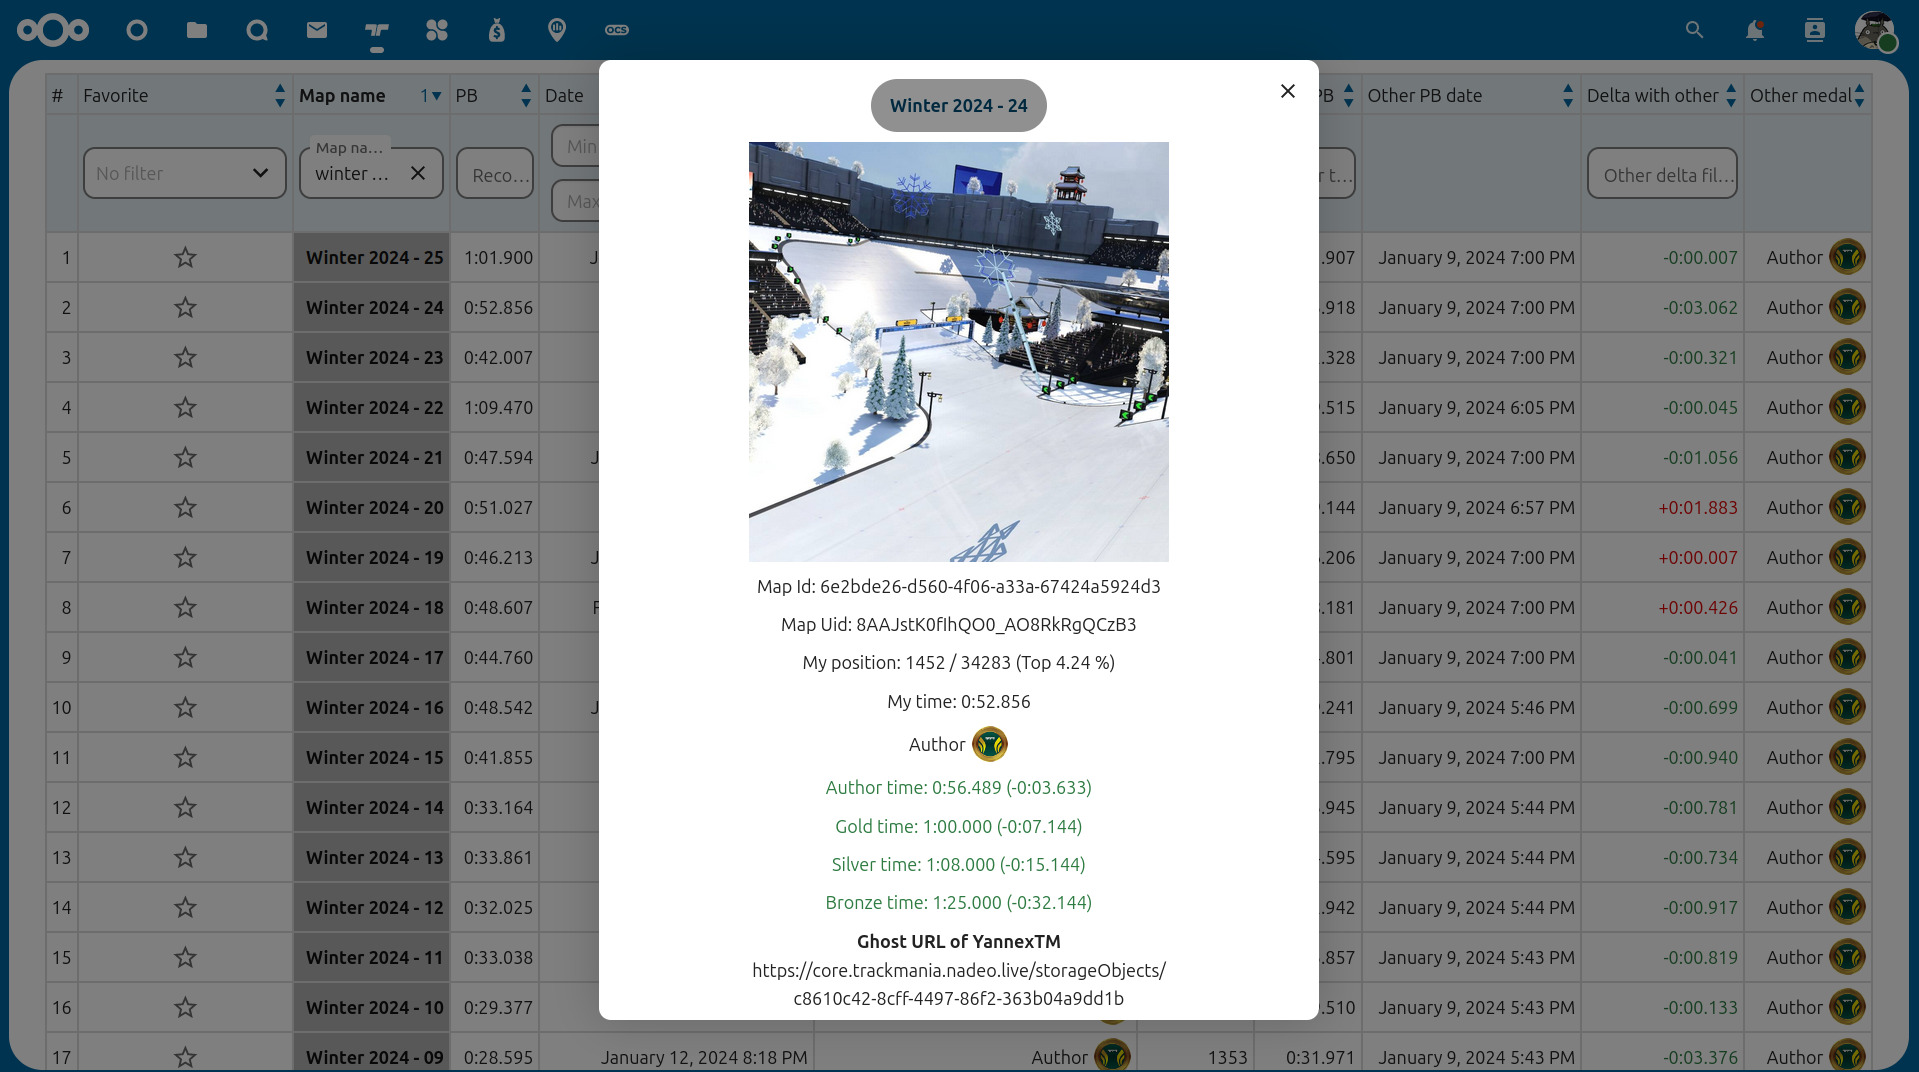 OCS
# Favorite Map name 1 PB Date PB Other PB date Delta with other Other medal
No filter Map na... winter ... Reco... Min Max r t... Other delta fil...
Winter 2024 - 24
1 Winter 2024 - 25 1:01.900 .907 January 9, 2024 7:00 PM -0:00.007 Author
2 Winter 2024 - 24 0:52.856 .918 January 9, 2024 7:00 PM -0:03.062 Author
3 Winter 2024 - 23 0:42.007 .328 January 9, 2024 7:00 PM -0:00.321 Author
4 Winter 2024 - 22 1:09.470 .515 January 9, 2024 6:05 PM -0:00.045 Author
5 Winter 2024 - 21 0:47.594 .650 January 9, 2024 7:00 PM -0:01.056 Author
6 Winter 2024 - 20 0:51.027 .144 January 9, 2024 6:57 PM +0:01.883 Author
7 Winter 2024 - 19 0:46.213 .206 January 9, 2024 7:00 PM +0:00.007 Author
8 Winter 2024 - 18 0:48.607 .181 January 9, 2024 7:00 PM +0:00.426 Author
9 Winter 2024 - 17 0:44.760 .801 January 9, 2024 7:00 PM -0:00.041 Author
10 Winter 2024 - 16 0:48.542 .241 January 9, 2024 5:46 PM -0:00.699 Author
11 Winter 2024 - 15 0:41.855 .795 January 9, 2024 7:00 PM -0:00.940 Author
12 Winter 2024 - 14 0:33.164 .945 January 9, 2024 5:44 PM -0:00.781 Author
13 Winter 2024 - 13 0:33.861 .595 January 9, 2024 5:44 PM -0:00.734 Author
14 Winter 2024 - 12 0:32.025 .942 January 9, 2024 5:44 PM -0:00.917 Author
15 Winter 2024 - 11 0:33.038 .857 January 9, 2024 5:43 PM -0:00.819 Author
16 Winter 2024 - 10 0:29.377 .510 January 9, 2024 5:43 PM -0:00.133 Author
17 Winter 2024 - 09 0:28.595 January 12, 2024 8:18 PM Author 1353 0:31.971 January 9, 2024 5:43 PM -0:03.376 Author
Map Id: 6e2bde26-d560-4f06-a33a-67424a5924d3
Map Uid: 8AAJstK0fIhQO0_AO8RkRgQCzB3
My position: 1452 / 34283 (Top 4.24 %)
My time: 0:52.856
Author
Author time: 0:56.489 (-0:03.633)
Gold time: 1:00.000 (-0:07.144)
Silver time: 1:08.000 (-0:15.144)
Bronze time: 1:25.000 (-0:32.144)
Ghost URL of YannexTM
https://core.trackmania.nadeo.live/storageObjects/
c8610c42-8cff-4497-86f2-363b04a9dd1b